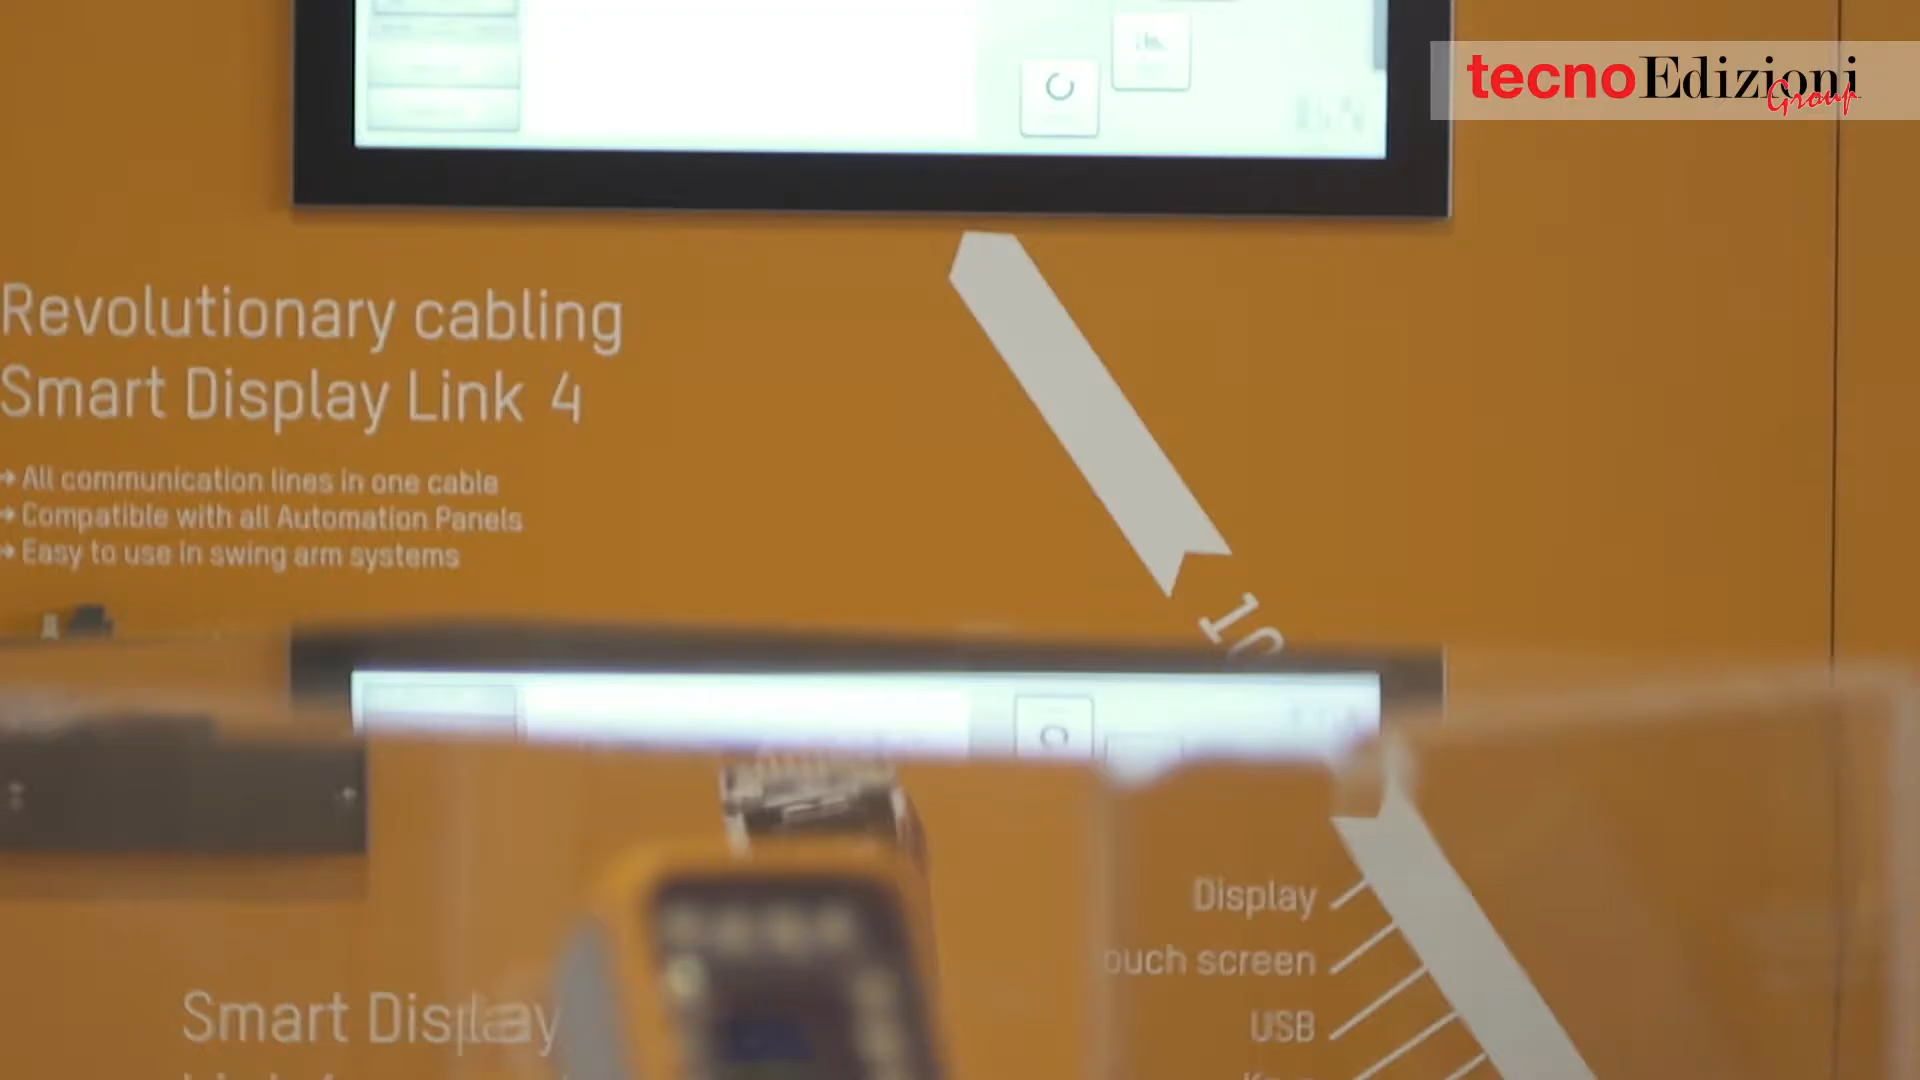 tecnoEdizioni
Group
Revolutionary cabling
Smart Display Link 4
→ All communication lines in one cable
→ Compatible with all Automation Panels
→ Easy to use in swing arm systems
10
Display
ouch screen
USB
Smart Display